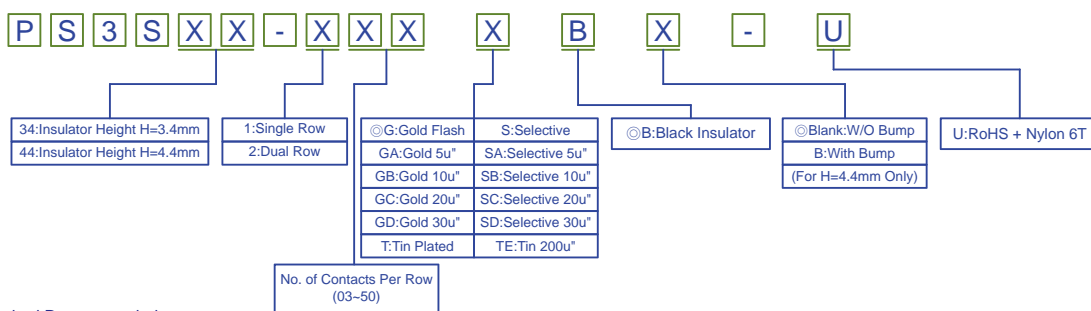 P S 3 S X X - X X X X B X - U
34:Insulator Height H=3.4mm
44:Insulator Height H=4.4mm
1:Single Row
2:Dual Row
◎G:Gold Flash S:Selective
GA:Gold 5u" SA:Selective 5u"
GB:Gold 10u" SB:Selective 10u"
GC:Gold 20u" SC:Selective 20u"
GD:Gold 30u" SD:Selective 30u"
T:Tin Plated TE:Tin 200u"
◎B:Black Insulator
◎Blank:W/O Bump
B:With Bump
(For H=4.4mm Only)
U:RoHS + Nylon 6T
No. of Contacts Per Row
(03~50)